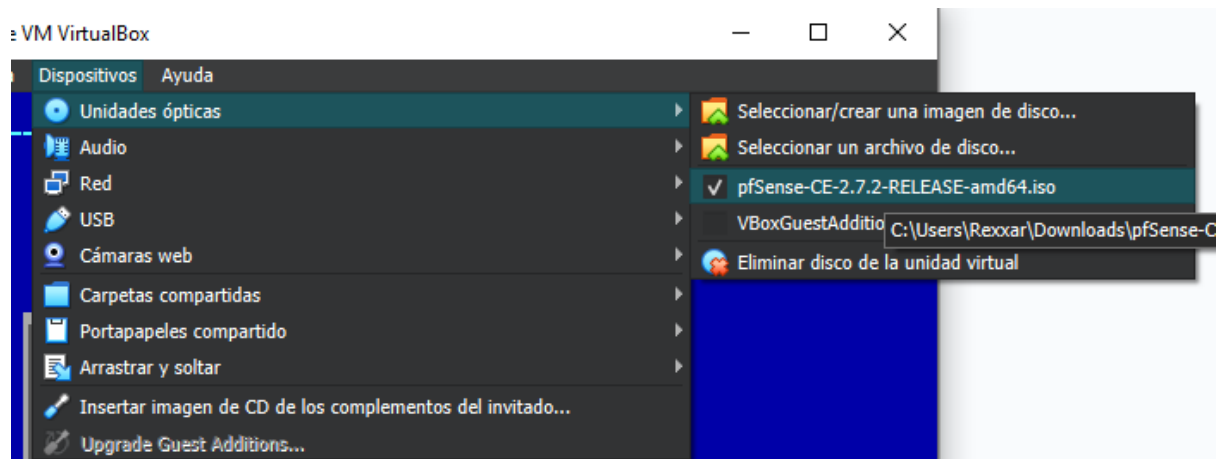 e VM VirtualBox
Dispositivos Ayuda
Unidades ópticas
Audio
Red
USB
Cámaras web
Carpetas compartidas
Portapapeles compartido
Arrastrar y soltar
Insertar imagen de CD de los complementos del invitado...
Upgrade Guest Additions...
Seleccionar/crear una imagen de disco...
Seleccionar un archivo de disco...
pfSense-CE-2.7.2-RELEASE-amd64.iso
VBoxGuestAdditio
C:\Users\Rexxar\Downloads\pfSense-C
Eliminar disco de la unidad virtual